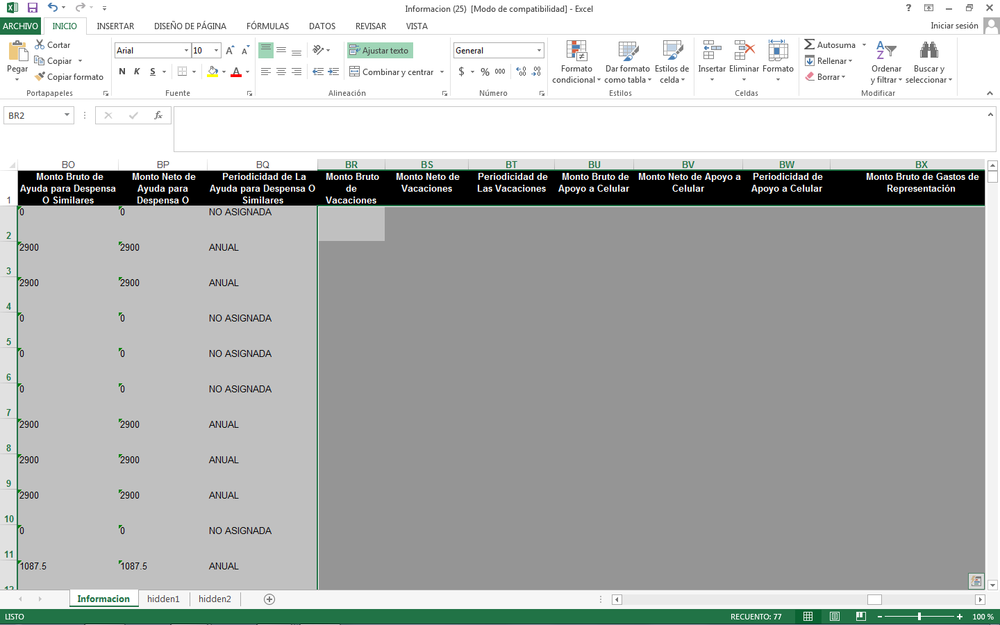 Informacion (25)  [Modo de compatibilidad] - Excel
ARCHIVO INICIO INSERTAR DISEÑO DE PÁGINA FÓRMULAS DATOS REVISAR VISTA Iniciar sesión
Pegar
Cortar
Copiar
Copiar formato
Portapapeles
Arial 10
N K S
Fuente
Ajustar texto
Combinar y centrar
Alineación
General
$ % 000
Número
Formato condicional
Dar formato como tabla
Estilos de celda
Estilos
Insertar
Eliminar
Formato
Celdas
Autosuma
Rellenar
Borrar
Ordenar y filtrar
Buscar y seleccionar
Modificar
BR2
fx
BO BP BQ BR BS BT BU BV BW BX
1
Monto Bruto de Ayuda para Despensa O Similares
Monto Neto de Ayuda para Despensa O
Periodicidad de La Ayuda para Despensa O Similares
Monto Bruto de Vacaciones
Monto Neto de Vacaciones
Periodicidad de Las Vacaciones
Monto Bruto de Apoyo a Celular
Monto Neto de Apoyo a Celular
Periodicidad de Apoyo a Celular
Monto Bruto de Gastos de Representación
2 0 0 NO ASIGNADA
3 2900 2900 ANUAL
4 2900 2900 ANUAL
5 0 0 NO ASIGNADA
6 0 0 NO ASIGNADA
7 0 0 NO ASIGNADA
8 2900 2900 ANUAL
9 2900 2900 ANUAL
10 2900 2900 ANUAL
11 0 0 NO ASIGNADA
12 1087.5 1087.5 ANUAL
Informacion hidden1 hidden2
LISTO RECUENTO: 77 100 %